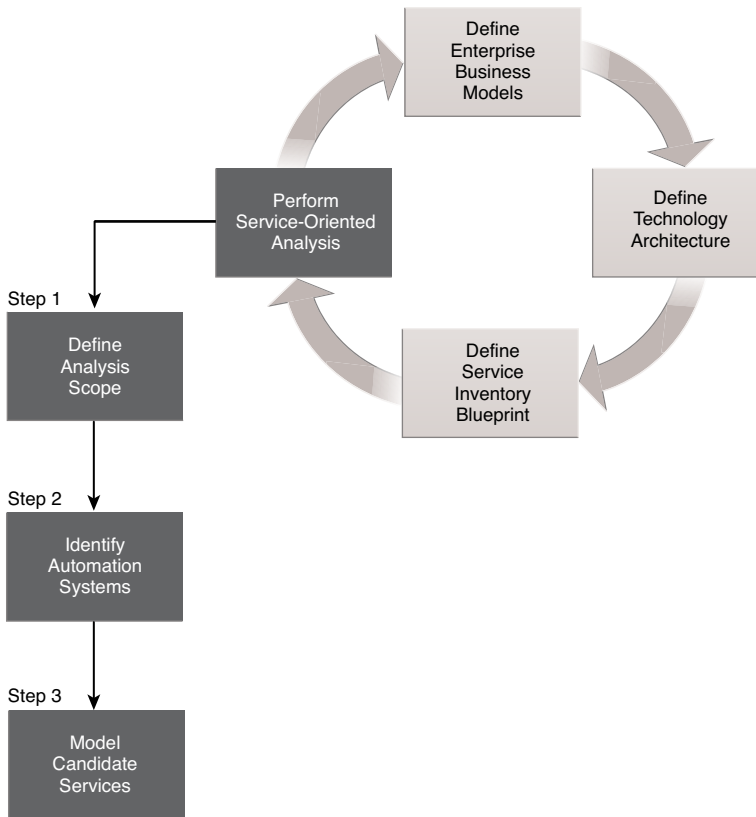 Define
Enterprise
Business
Models
Perform
Service-Oriented
Analysis
Define
Technology
Architecture
Define
Service
Inventory
Blueprint
Step 1
Define
Analysis
Scope
Step 2
Identify
Automation
Systems
Step 3
Model
Candidate
Services